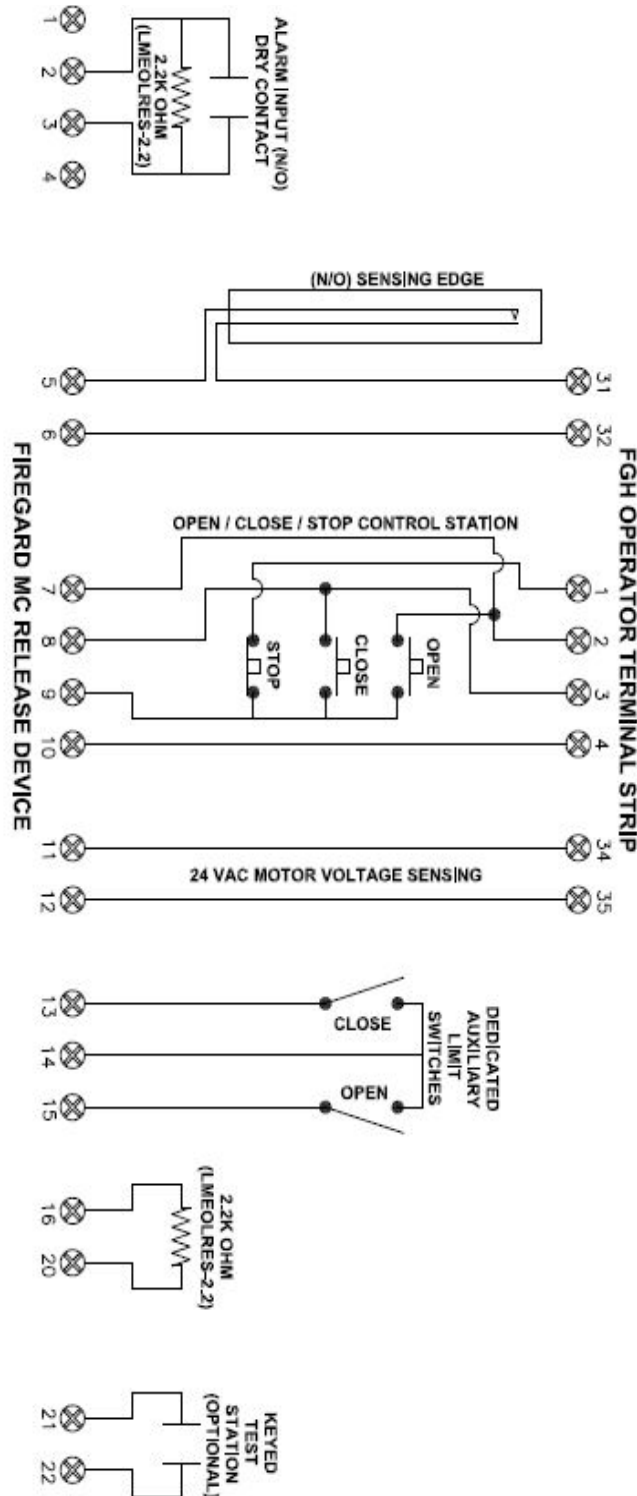 ALARM INPUT (N/O)
DRY CONTACT
2.2K OHM
(LMEOLRES-2.2)
1
2
3
4
(N/O) SENSING EDGE
5
6
31
32
FGH OPERATOR TERMINAL STRIP
FIREGARD MC RELEASE DEVICE
OPEN / CLOSE / STOP CONTROL STATION
7
8
9
10
1
2
3
4
OPEN
CLOSE
STOP
11
12
34
35
24 VAC MOTOR VOLTAGE SENSING
13
14
15
CLOSE
OPEN
DEDICATED
AUXILIARY
LIMIT
SWITCHES
16
20
2.2K OHM
(LMEOLRES-2.2)
21
22
KEYED
TEST
STATION
(OPTIONAL)